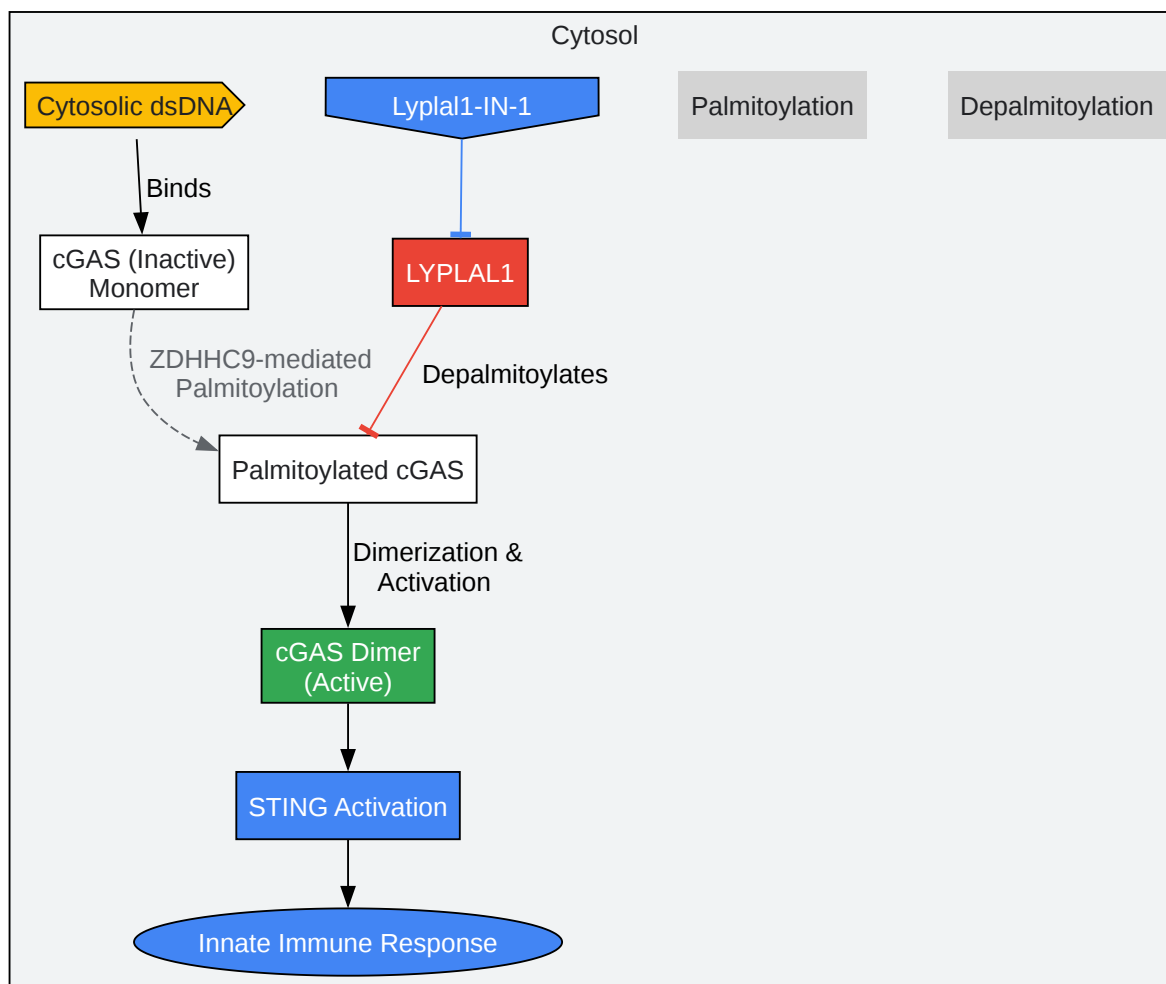 Cytosol
Cytosolic dsDNA
Lyplal1-IN-1
Palmitoylation
Depalmitoylation
Binds
cGAS (Inactive)
Monomer
LYPLAL1
ZDHHC9-mediated
Palmitoylation
Depalmitoylates
Palmitoylated cGAS
Dimerization &
Activation
cGAS Dimer
(Active)
STING Activation
Innate Immune Response